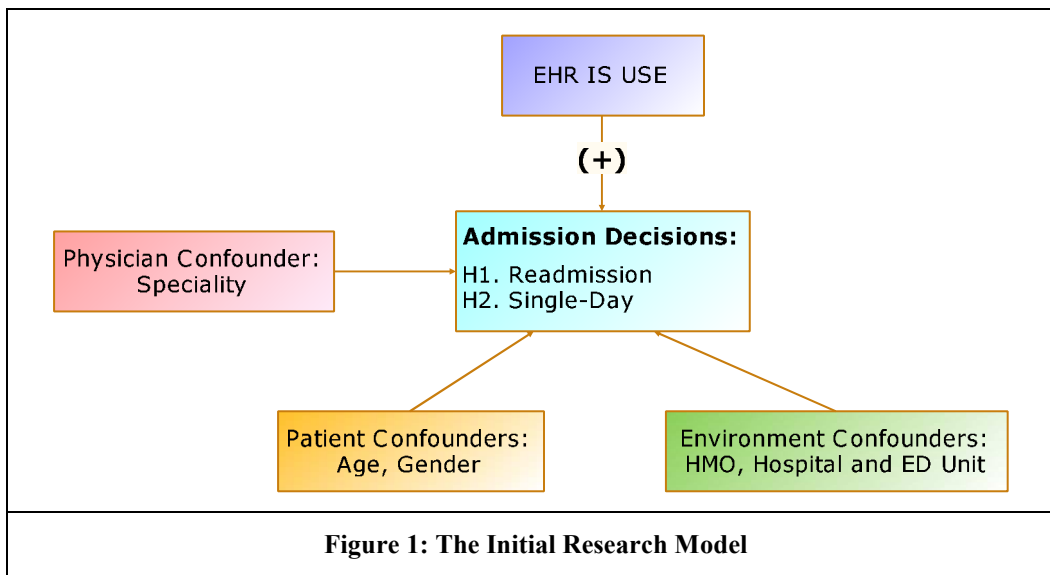 EHR IS USE
(+)
Admission Decisions:
H1. Readmission
H2. Single-Day
Physician Confounder:
Speciality
Patient Confounders:
Age, Gender
Environment Confounders:
HMO, Hospital and ED Unit
Figure 1: The Initial Research Model